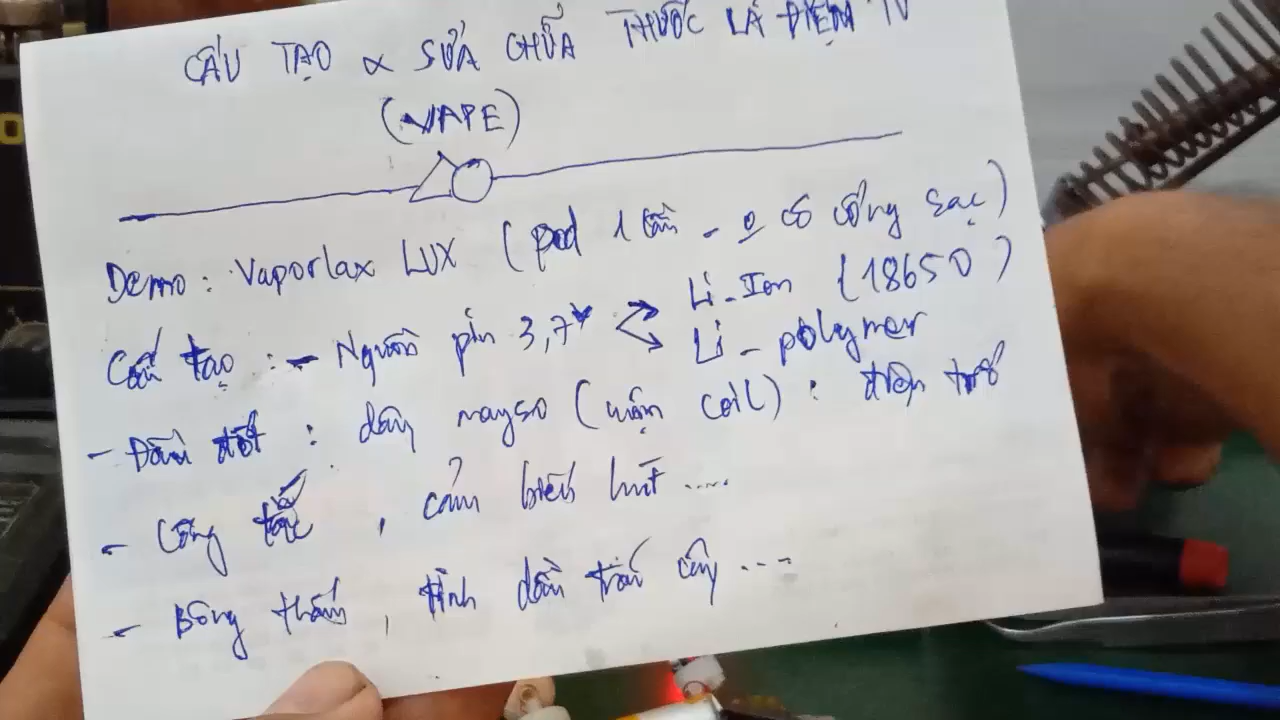 CẤU TẠO & SỬA CHỮA THUỐC LÁ ĐIỆN TỬ
(VAPE)
Demo: Vaporlax LUX (pod 1 lần - 0 có cổng sạc)
Cấu tạo: - Nguồn pin 3,7v < Li-Ion (18650)
Li-polymer
- Đầu đốt: dây mayso (cuộn coil): điện trở
- Công tắc, cảm biến hút ....
- Bông thấm, tinh dầu trái cây ....